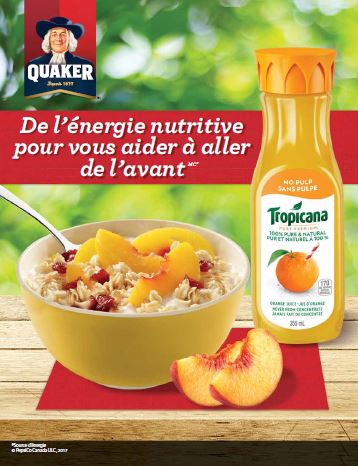 QUAKER
Depuis 1877
De l'énergie nutritive
pour vous aider à aller
de l'avant MC*
NO PULP
SANS PULPE
Tropicana
PURE PREMIUM
100% PURE & NATURAL
PUR ET NATUREL À 100 %
170
ORANGE JUICE • JUS D'ORANGE
NEVER FROM CONCENTRATE
JAMAIS FAIT DE CONCENTRÉ
355 mL
*Source d'énergie
© PepsiCo Canada ULC, 2017